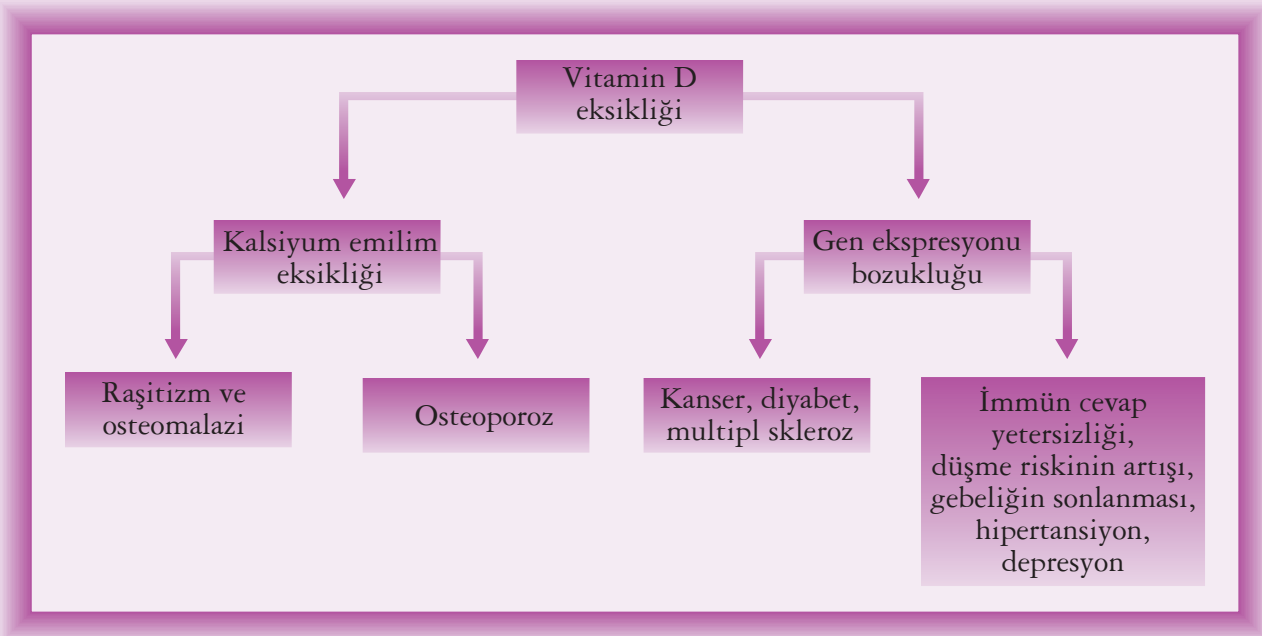 Vitamin D
eksikliği
Kalsiyum emilim
eksikliği
Gen ekspresyonu
bozukluğu
Raşitizm ve
osteomalazi
Osteoporoz
Kanser, diyabet,
multipl skleroz
İmmün cevap
yetersizliği,
düşme riskinin artışı,
gebeliğin sonlanması,
hipertansiyon,
depresyon